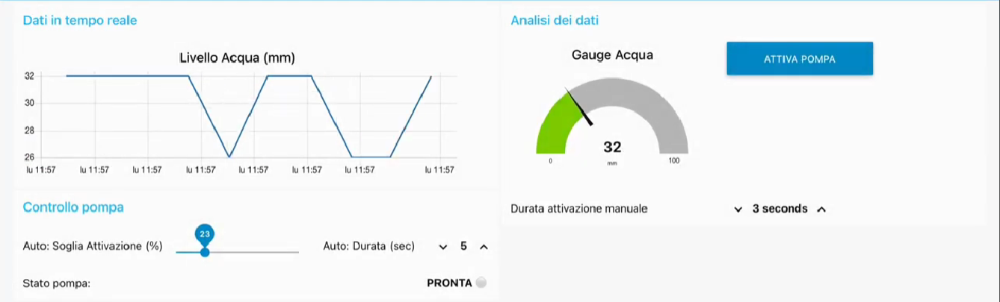 Dati in tempo reale
Livello Acqua (mm)
32
30
28
26
lu 11:57 lu 11:57 lu 11:57 lu 11:57 lu 11:57 lu 11:57 lu 11:57 lu 11:57
Controllo pompa
Auto: Soglia Attivazione (%) 23 Auto: Durata (sec) 5
Stato pompa: PRONTA
Analisi dei dati
Gauge Acqua
ATTIVA POMPA
32
mm
0 100
Durata attivazione manuale 3 seconds